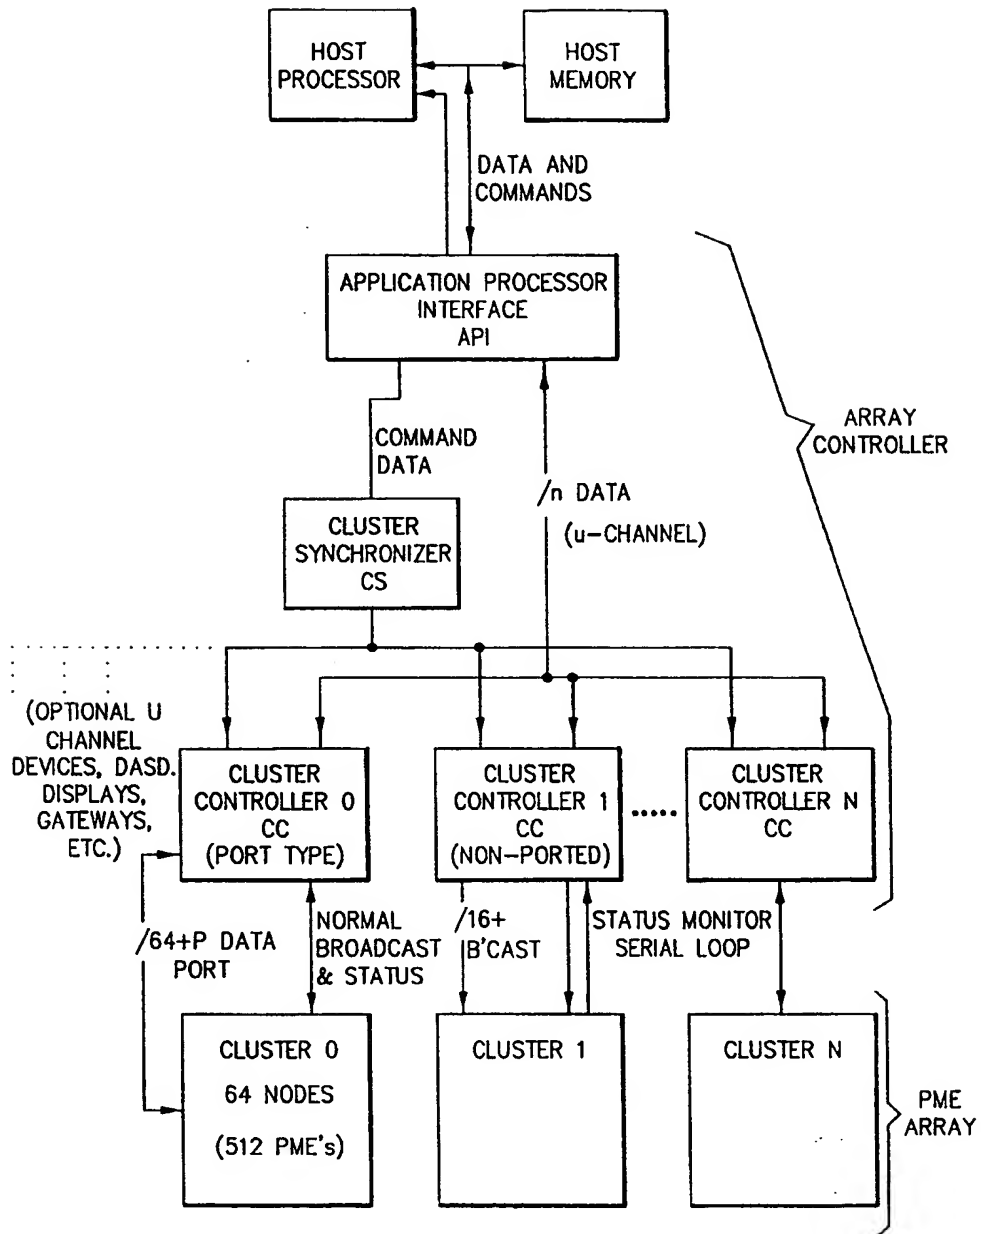 HOST
PROCESSOR
HOST
MEMORY
DATA AND
COMMANDS
APPLICATION PROCESSOR
INTERFACE
API
ARRAY
CONTROLLER
COMMAND
DATA
/n DATA
(u-CHANNEL)
CLUSTER
SYNCHRONIZER
CS
(OPTIONAL U
CHANNEL
DEVICES, DASD.
DISPLAYS,
GATEWAYS,
ETC.)
CLUSTER
CONTROLLER 0
CC
(PORT TYPE)
CLUSTER
CONTROLLER 1
CC
(NON-PORTED)
.....
CLUSTER
CONTROLLER N
CC
/64+P DATA
PORT
NORMAL
BROADCAST
& STATUS
/16+
B'CAST
STATUS MONITOR
SERIAL LOOP
CLUSTER 0
64 NODES
(512 PME's)
CLUSTER 1
CLUSTER N
PME
ARRAY